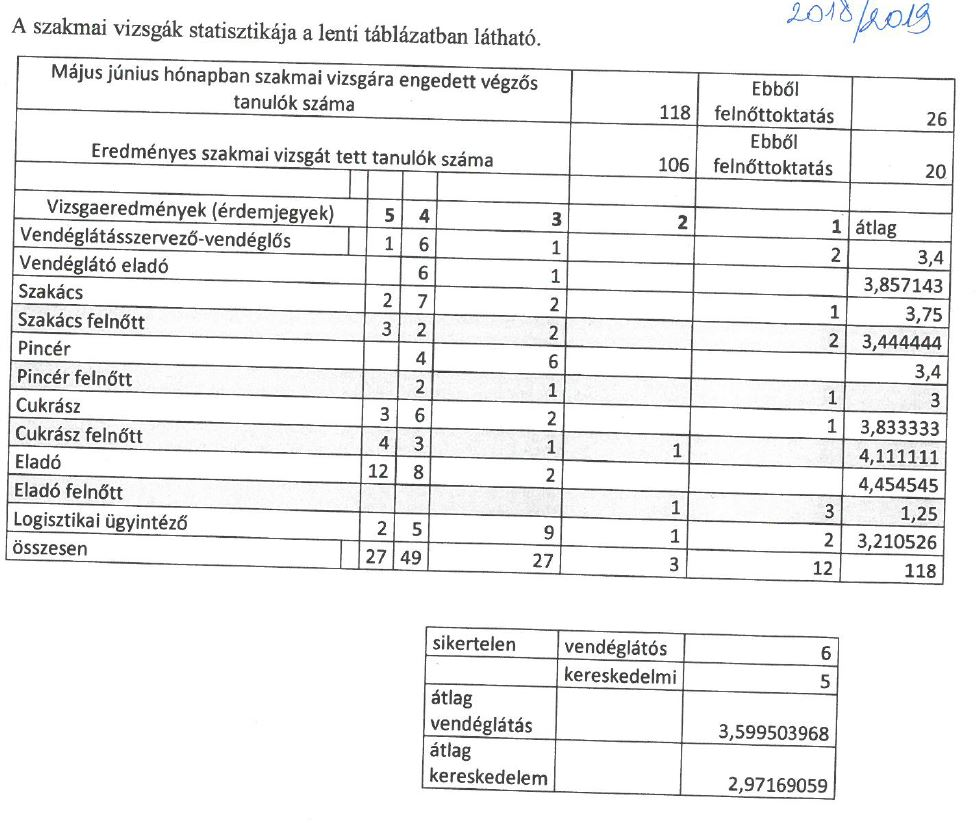 2018/2019
A szakmai vizsgák statisztikája a lenti táblázatban látható.
Május június hónapban szakmai vizsgára engedett végzős tanulók száma 118 Ebből felnőttoktatás 26
Eredményes szakmai vizsgát tett tanulók száma 106 Ebből felnőttoktatás 20
Vizsgaeredmények (érdemjegyek) 5 4 3 2 1 átlag
Vendéglátásszervező-vendéglős 1 6 1 2 3,4
Vendéglátó eladó 6 1 3,857143
Szakács 2 7 2 1 3,75
Szakács felnőtt 3 2 2 2 3,444444
Pincér 4 6 3,4
Pincér felnőtt 2 1 1 3
Cukrász 3 6 2 1 3,833333
Cukrász felnőtt 4 3 1 1 4,111111
Eladó 12 8 2 4,454545
Eladó felnőtt 1 3 1,25
Logisztikai ügyintéző 2 5 9 1 2 3,210526
összesen 27 49 27 3 12 118
sikertelen vendéglátós 6
kereskedelmi 5
átlag vendéglátás 3,599503968
átlag kereskedelem 2,97169059